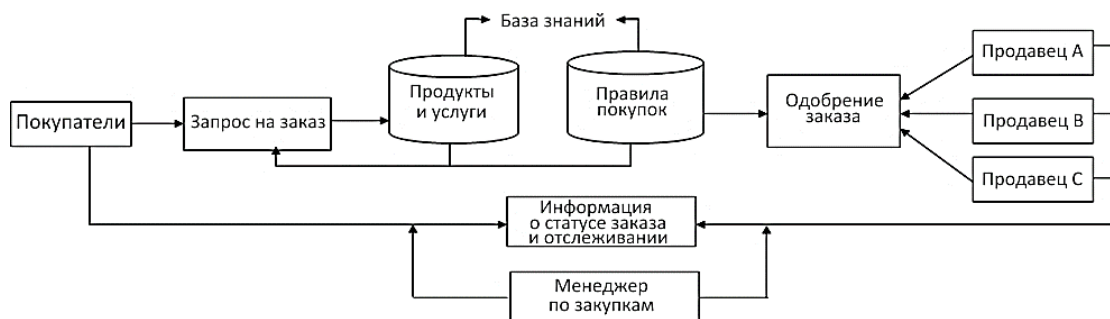 База знаний
Покупатели
Запрос на заказ
Продукты
и услуги
Правила
покупок
Одобрение
заказа
Продавец A
Продавец B
Продавец C
Информация
о статусе заказа
и отслеживании
Менеджер
по закупкам